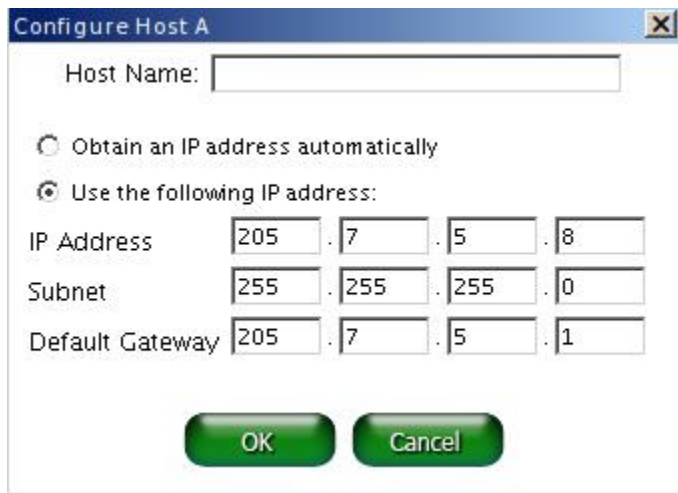 Configure Host A
Host Name:
Obtain an IP address automatically
Use the following IP address:
IP Address 205 . 7 . 5 . 8
Subnet 255 . 255 . 255 . 0
Default Gateway 205 . 7 . 5 . 1
OK Cancel